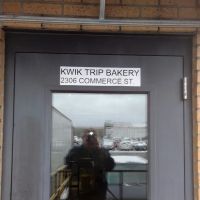 KWIK TRIP BAKERY
2306 COMMERCE ST.